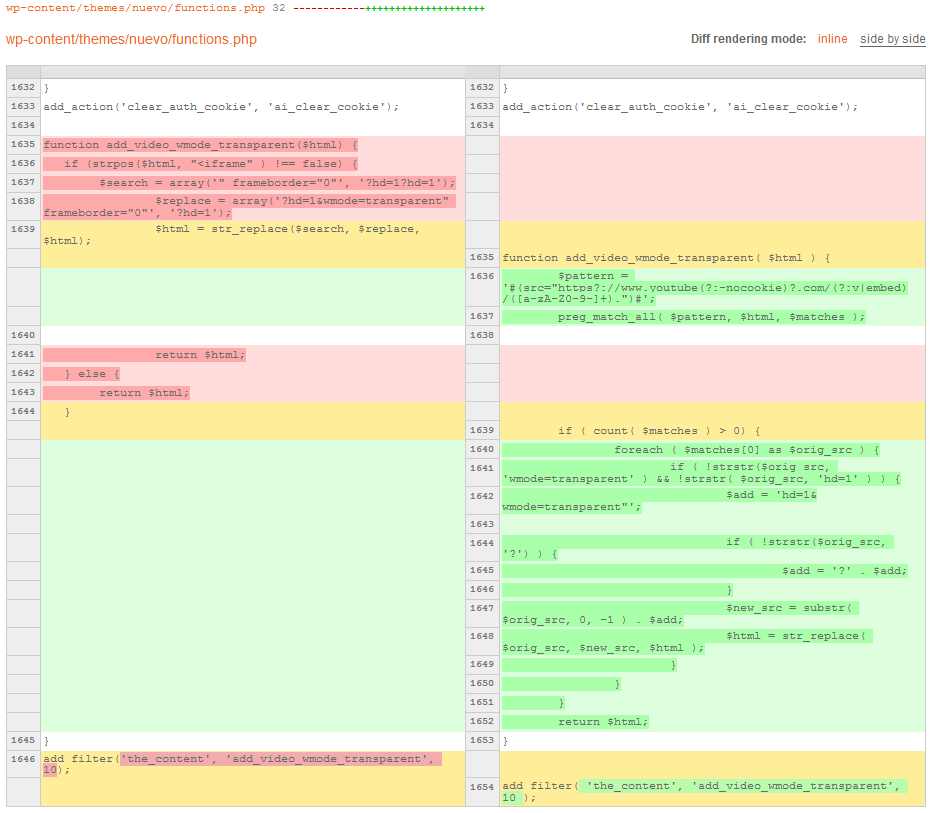 wp-content/themes/nuevo/functions.php 32 ------------++++++++++++++++++++
wp-content/themes/nuevo/functions.php
Diff rendering mode: inline side by side
1632 }
1633 add_action('clear_auth_cookie', 'ai_clear_cookie');
1634
1635 function add_video_wmode_transparent($html) {
1636 if (strpos($html, "<iframe" ) !== false) {
1637 $search = array('" frameborder="0"', '?hd=1?hd=1');
1638 $replace = array('?hd=1&wmode=transparent"
frameborder="0"', '?hd=1');
1639 $html = str_replace($search, $replace,
$html);
1640
1641 return $html;
1642 } else {
1643 return $html;
1644 }
1645 }
1646 add_filter('the_content', 'add_video_wmode_transparent',
10);
1632 }
1633 add_action('clear_auth_cookie', 'ai_clear_cookie');
1634
1635 function add_video_wmode_transparent( $html ) {
1636 $pattern =
'#(src="https?://www.youtube(?:-nocookie)?.com/(?:v|embed)
/([a-zA-Z0-9-]+).")#';
1637 preg_match_all( $pattern, $html, $matches );
1638
1639 if ( count( $matches ) > 0) {
1640 foreach ( $matches[0] as $orig_src ) {
1641 if ( !strstr($orig_src,
'wmode=transparent' ) && !strstr( $orig_src, 'hd=1' ) ) {
1642 $add = 'hd=1&
wmode=transparent"';
1643
1644 if ( !strstr($orig_src,
'?') ) {
1645 $add = '?' . $add;
1646 }
1647 $new_src = substr(
$orig_src, 0, -1 ) . $add;
1648 $html = str_replace(
$orig_src, $new_src, $html );
1649 }
1650 }
1651 }
1652 return $html;
1653 }
1654 add_filter( 'the_content', 'add_video_wmode_transparent',
10 );